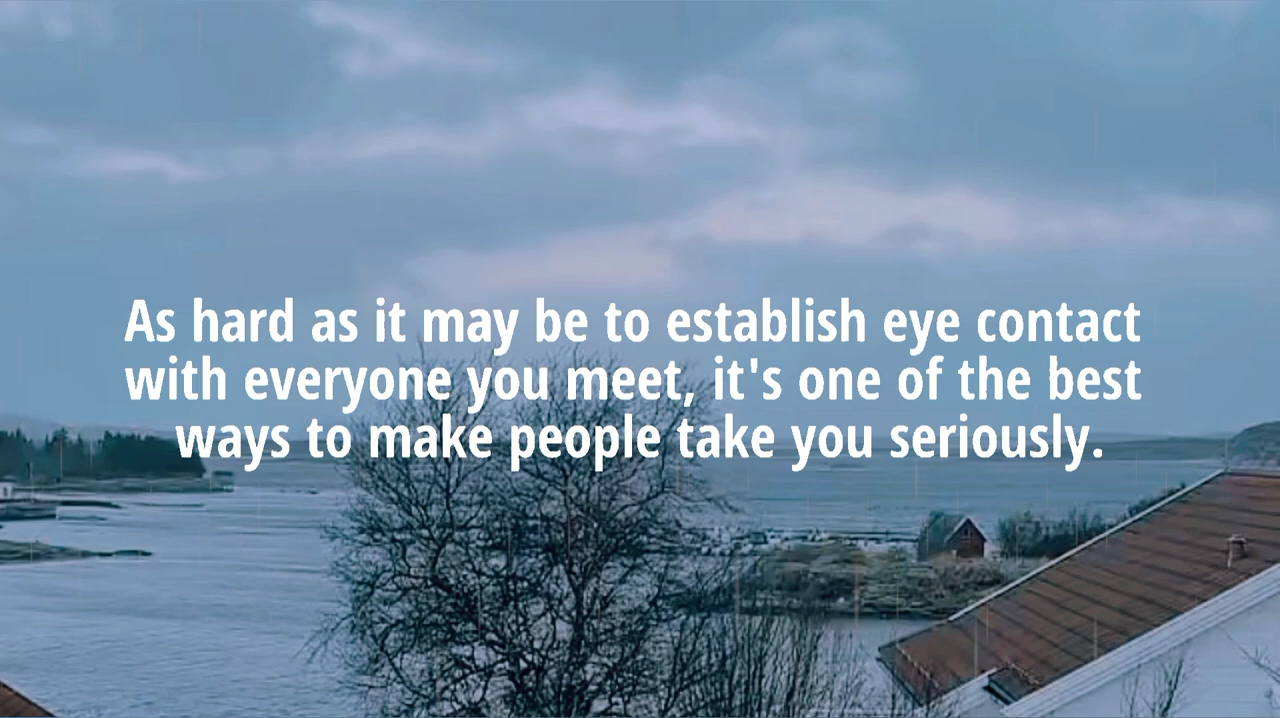 As hard as it may be to establish eye contact
with everyone you meet, it's one of the best
ways to make people take you seriously.